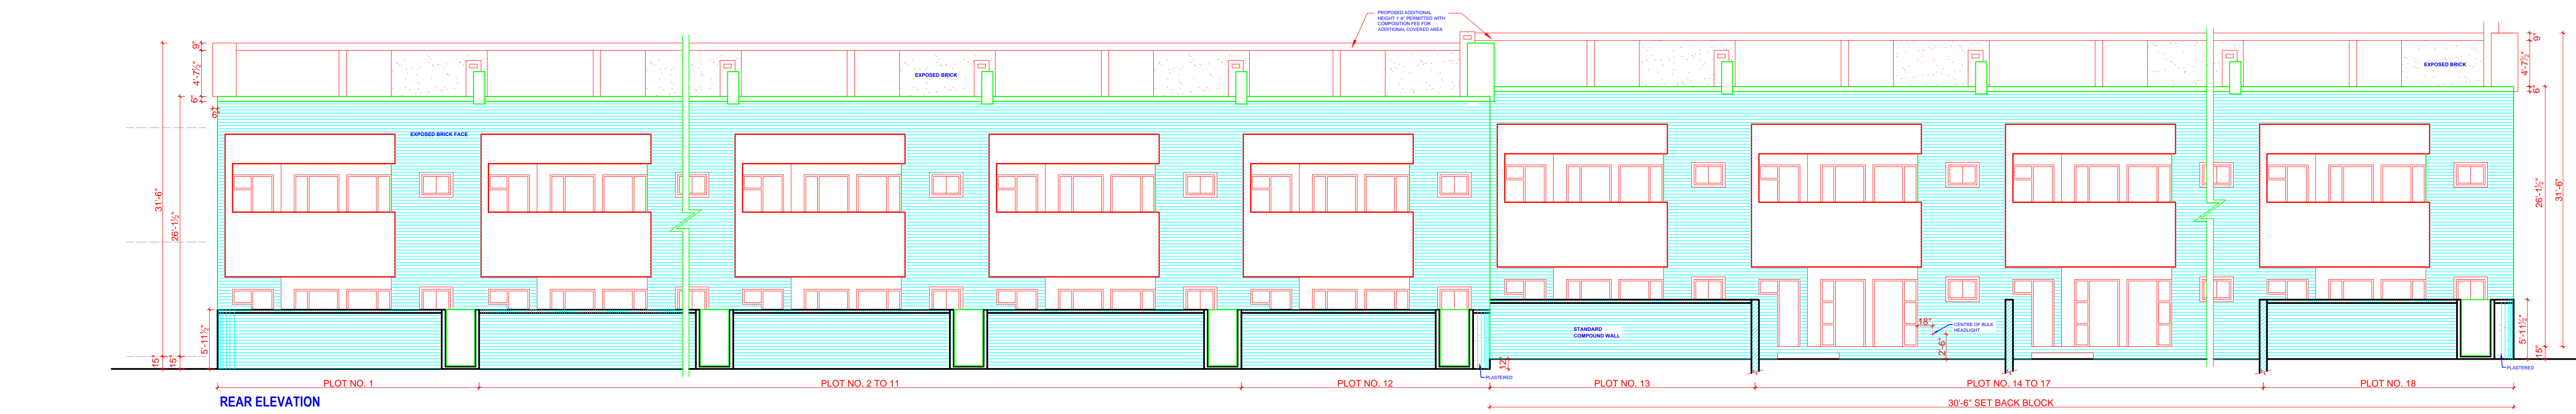 PROPOSED ADDITIONAL
HEIGHT 1'-6" PERMITTED WITH
COMPOSITION FEE FOR
ADDITIONAL COVERED AREA
9"
4'-7½"
6"
EXPOSED BRICK
EXPOSED BRICK
9"
4'-7½"
6"
6"
EXPOSED BRICK FACE
31'-6"
26'-1½"
26'-1½"
31'-6"
5'-11½"
15"
15"
STANDARD
COMPOUND WALL
18"
CENTRE OF BULK
HEADLIGHT
2'-6"
5'-11½"
15"
12"
PLASTERED
PLASTERED
PLOT NO. 1
PLOT NO. 2 TO 11
PLOT NO. 12
PLOT NO. 13
PLOT NO. 14 TO 17
PLOT NO. 18
REAR ELEVATION
30'-6" SET BACK BLOCK